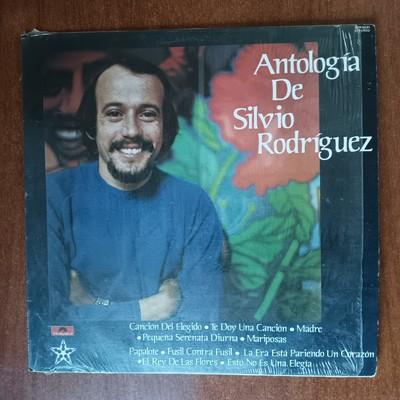 Antología
De
Silvio
Rodríguez
Canción Del Elegido • Te Doy Una Canción • Madre
• Pequeña Serenata Diurna • Mariposas
Papalote • Fusil Contra Fusil • La Era Está Pariendo Un Corazón
• El Rey De Las Flores • Esto No Es Una Elegía